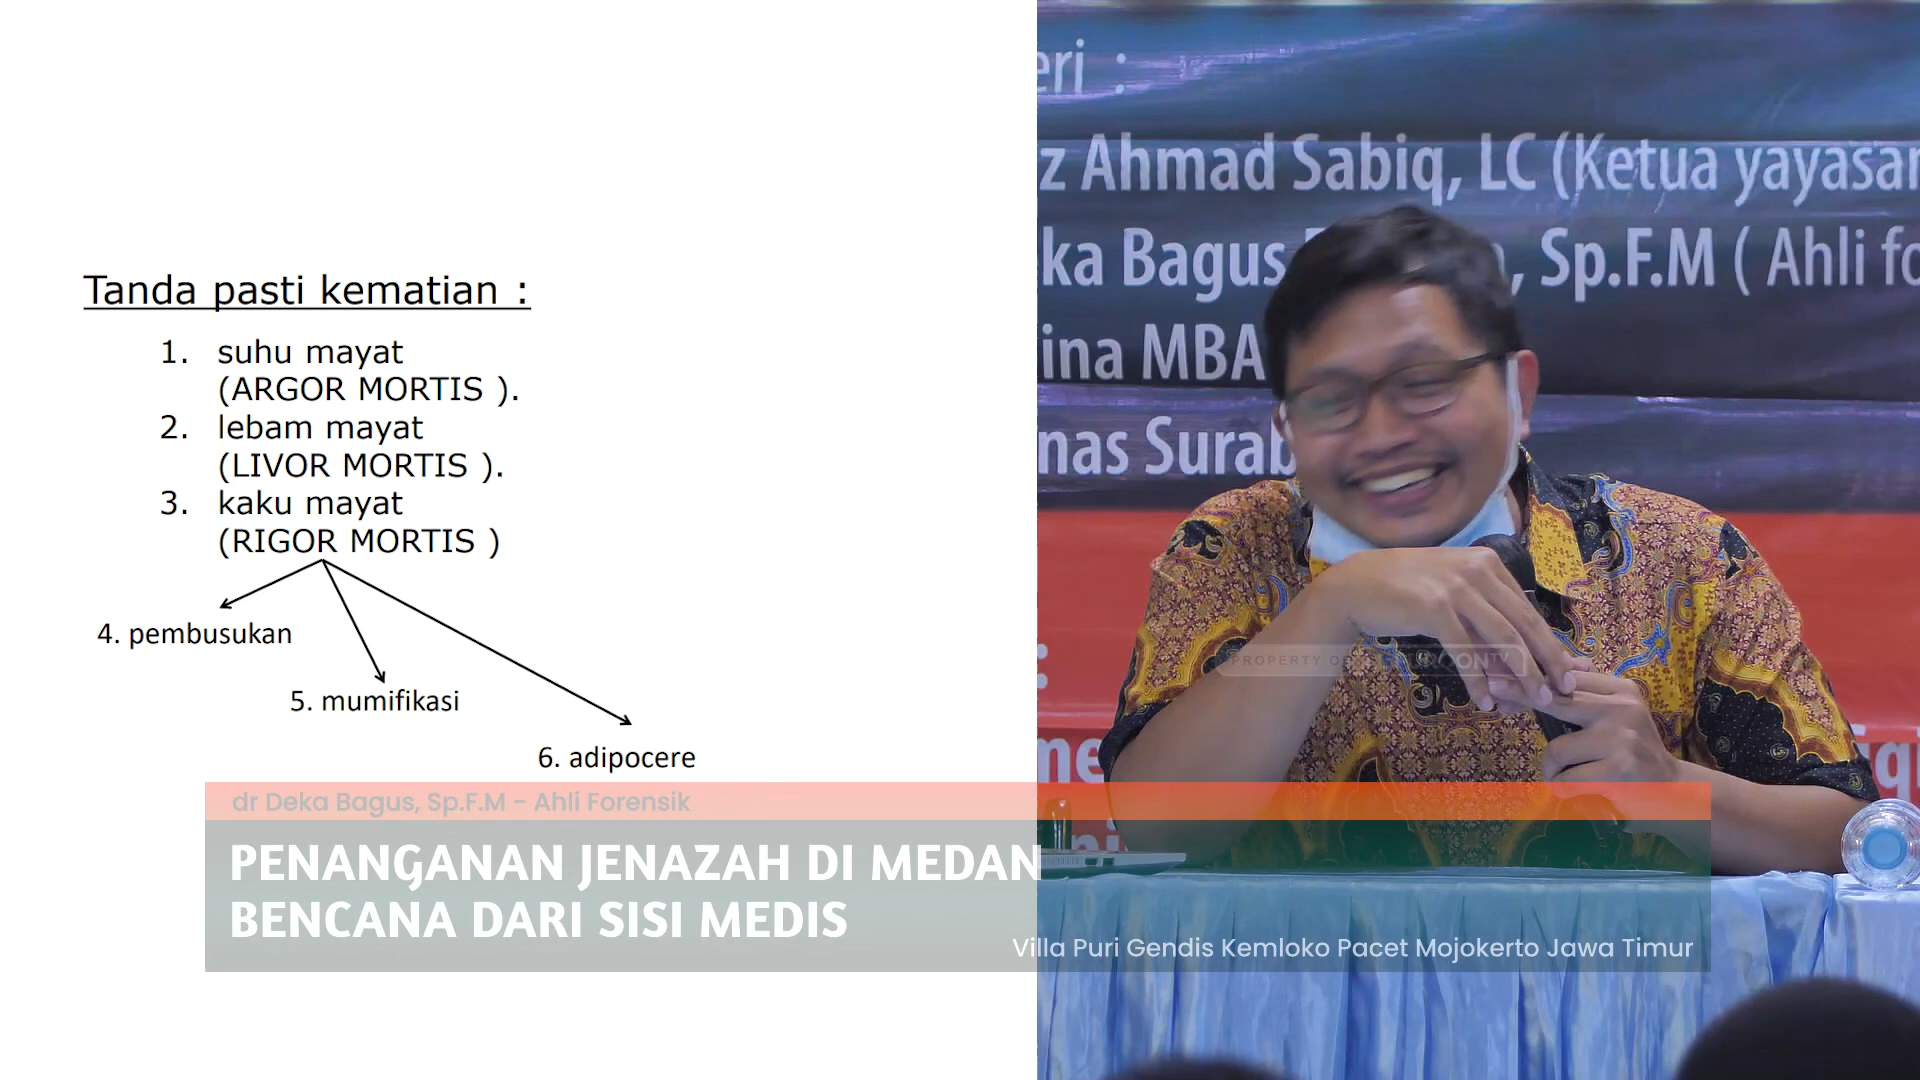 Tanda pasti kematian :
1. suhu mayat
(ARGOR MORTIS ).
2. lebam mayat
(LIVOR MORTIS ).
3. kaku mayat
(RIGOR MORTIS )
4. pembusukan
5. mumifikasi
6. adipocere
eri :
z Ahmad Sabiq, LC (Ketua yayasan
ka Bagus , Sp.F.M ( Ahli fo
ina MBA
nas Surab
PROPERTY OF
dr Deka Bagus, Sp.F.M - Ahli Forensik
PENANGANAN JENAZAH DI MEDAN
BENCANA DARI SISI MEDIS
Villa Puri Gendis Kemloko Pacet Mojokerto Jawa Timur